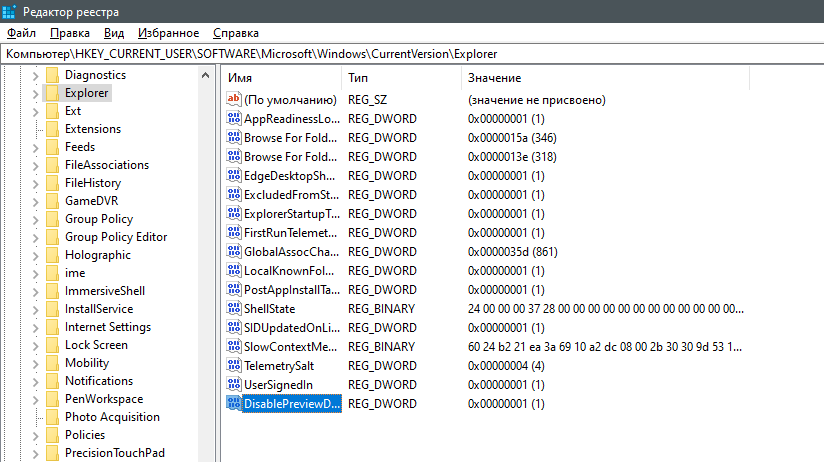 Редактор реестра
Файл Правка Вид Избранное Справка
Компьютер\HKEY_CURRENT_USER\SOFTWARE\Microsoft\Windows\CurrentVersion\Explorer
Diagnostics
Explorer
Ext
Extensions
Feeds
FileAssociations
FileHistory
GameDVR
Group Policy
Group Policy Editor
Holographic
ime
ImmersiveShell
InstallService
Internet Settings
Lock Screen
Mobility
Notifications
PenWorkspace
Photo Acquisition
Policies
PrecisionTouchPad
Имя Тип Значение
(По умолчанию) REG_SZ (значение не присвоено)
AppReadinessLo... REG_DWORD 0x00000001 (1)
Browse For Fold... REG_DWORD 0x0000015a (346)
Browse For Fold... REG_DWORD 0x0000013e (318)
EdgeDesktopSh... REG_DWORD 0x00000001 (1)
ExcludedFromSt... REG_DWORD 0x00000001 (1)
ExplorerStartupT... REG_DWORD 0x00000001 (1)
FirstRunTelemet... REG_DWORD 0x00000001 (1)
GlobalAssocCha... REG_DWORD 0x0000035d (861)
LocalKnownFol... REG_DWORD 0x00000001 (1)
PostAppInstallTa... REG_DWORD 0x00000001 (1)
ShellState REG_BINARY 24 00 00 00 37 28 00 00 00 00 00 00 00 00 00 00 00...
SIDUpdatedOnLi... REG_DWORD 0x00000001 (1)
SlowContextMe... REG_BINARY 60 24 b2 21 ea 3a 69 10 a2 dc 08 00 2b 30 30 9d 53 1...
TelemetrySalt REG_DWORD 0x00000004 (4)
UserSignedIn REG_DWORD 0x00000001 (1)
DisablePreviewD... REG_DWORD 0x00000001 (1)